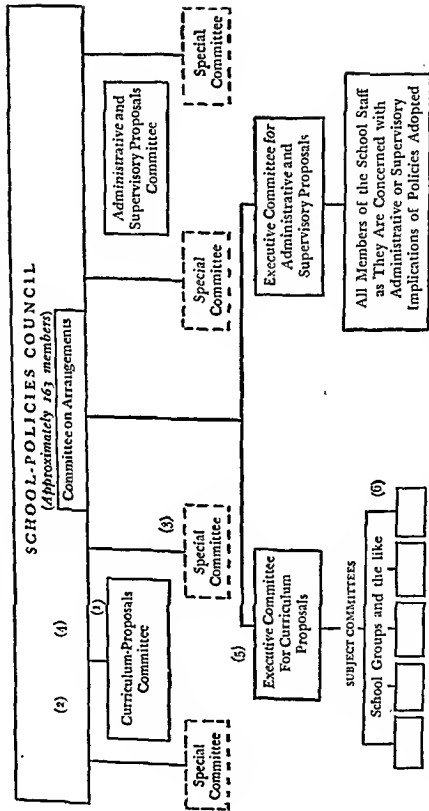 SCHOOL-POLICIES COUNCIL
(Approximately 163 members)
Committee on Arrangements
(2)
(4)
(1)
Curriculum-Proposals
Committee
Administrative and
Supervisory Proposals
Committee
Special
Committee
(3)
Special
Committee
Special
Committee
Special
Committee
(5)
Executive Committee
For Curriculum
Proposals
Executive Committee for
Administrative and
Supervisory Proposals
SUBJECT COMMITTEES
School Groups and the like
(6)
All Members of the School Staff
as They Are Concerned with
Administrative or Supervisory
Implications of Policies Adopted